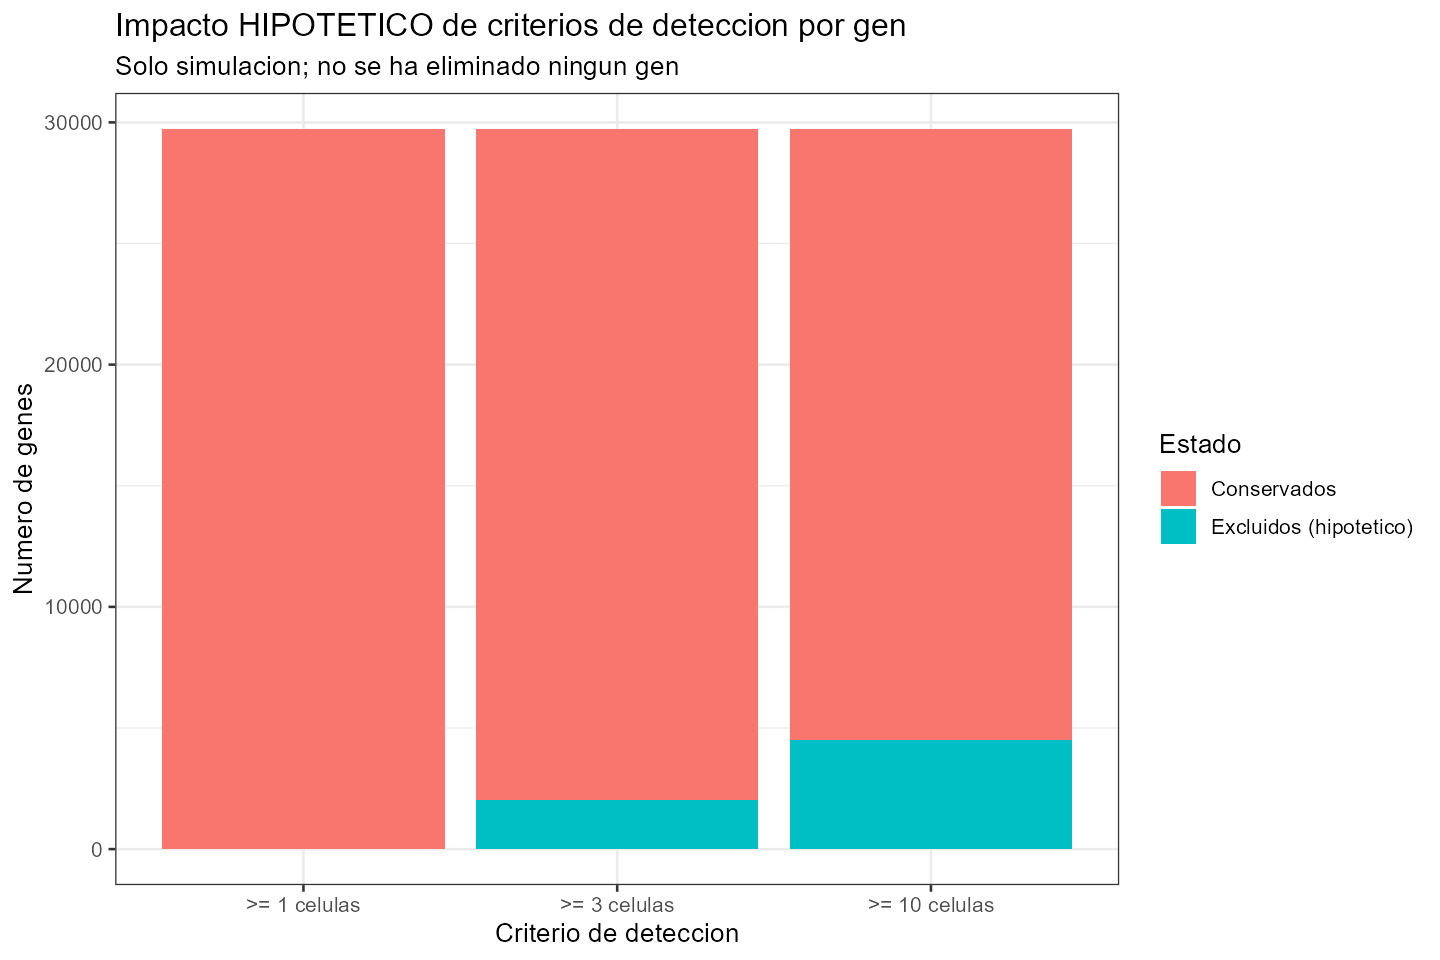 Impacto HIPOTETICO de criterios de deteccion por gen
Solo simulacion; no se ha eliminado ningun gen
30000
20000
10000
0
Numero de genes
>= 1 celulas
>= 3 celulas
>= 10 celulas
Criterio de deteccion
Estado
Conservados
Excluidos (hipotetico)